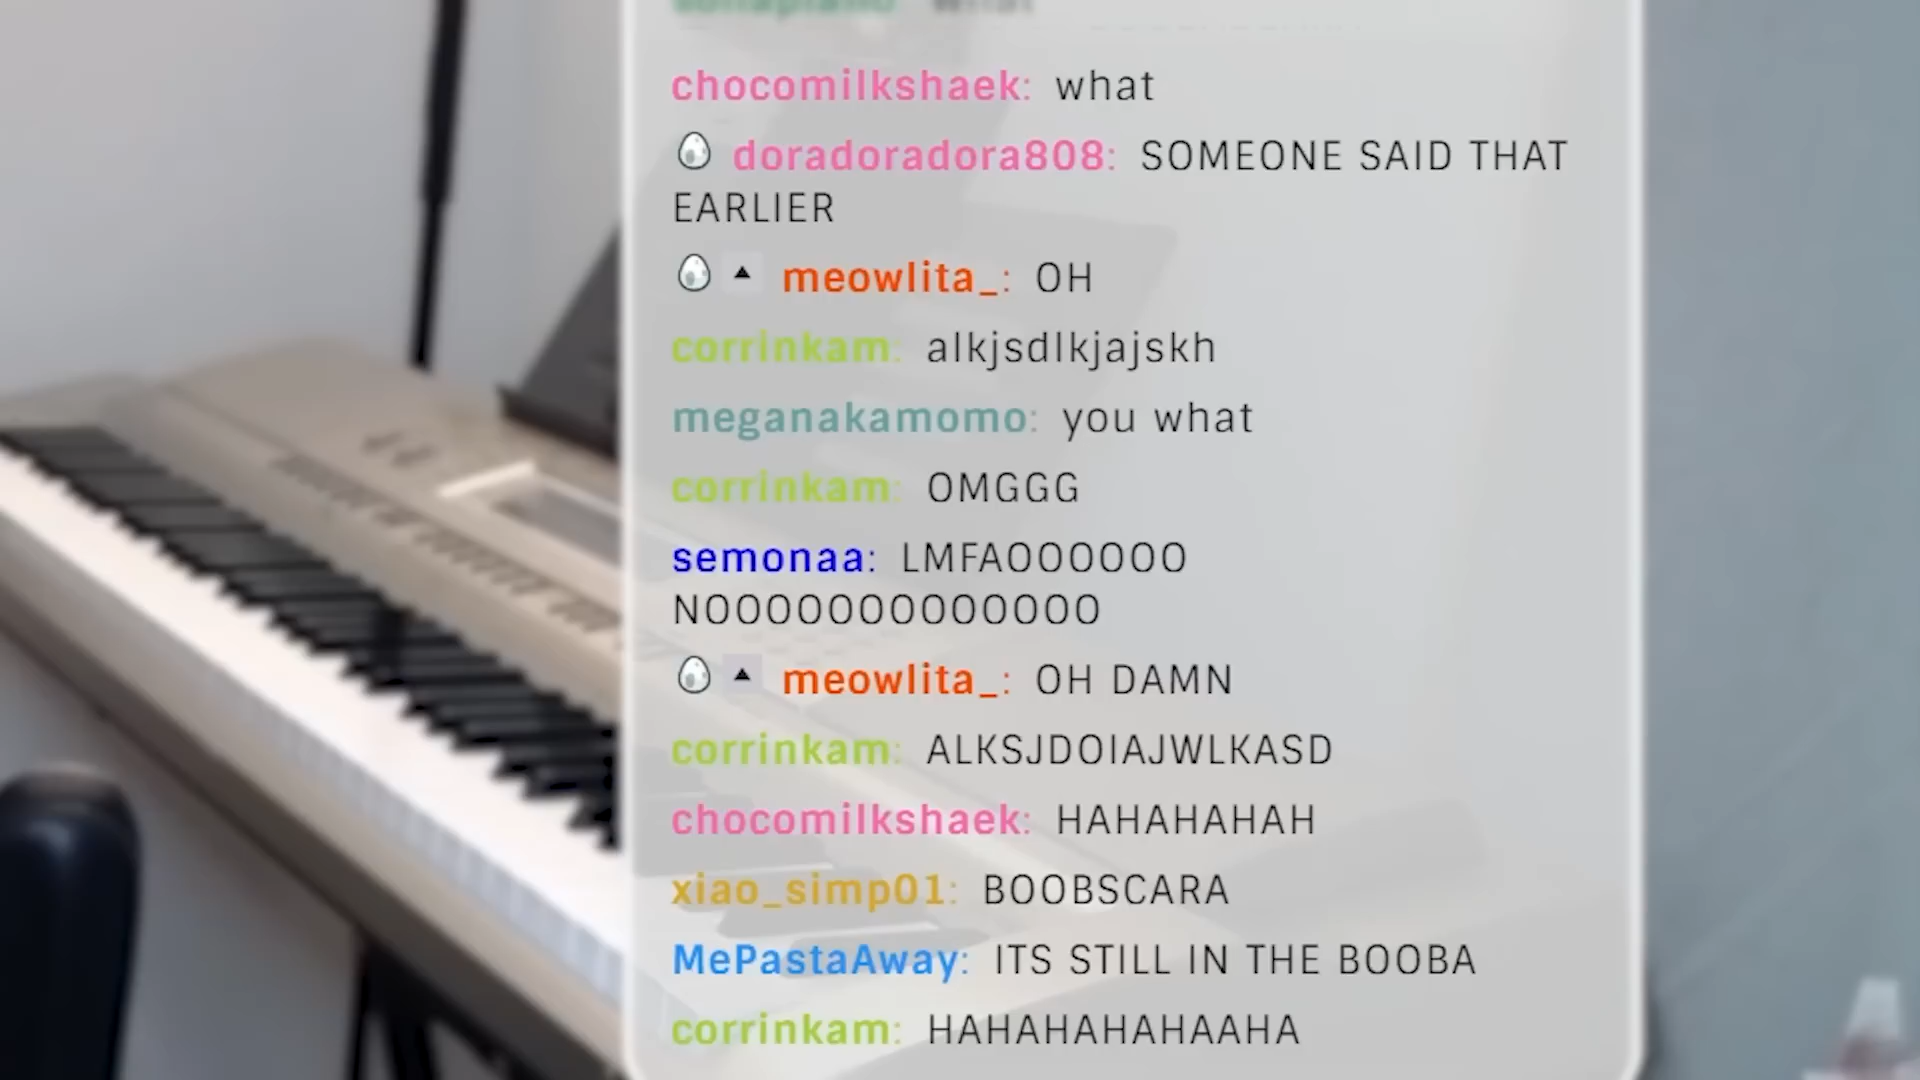 chocomilkshaek: what
doradoradora808: SOMEONE SAID THAT
EARLIER
meowlita_: OH
corrinkam: alkjsdlkjajskh
meganakamomo: you what
corrinkam: OMGGG
semonaa: LMFAOOOOOO
NOOOOOOOOOOOOOO
meowlita_: OH DAMN
corrinkam: ALKSJDOIAJWLKASD
chocomilkshaek: HAHAHAHAH
xiao_simp01: BOOBSCARA
MePastaAway: ITS STILL IN THE BOOBA
corrinkam: HAHAHAHAHAAHA